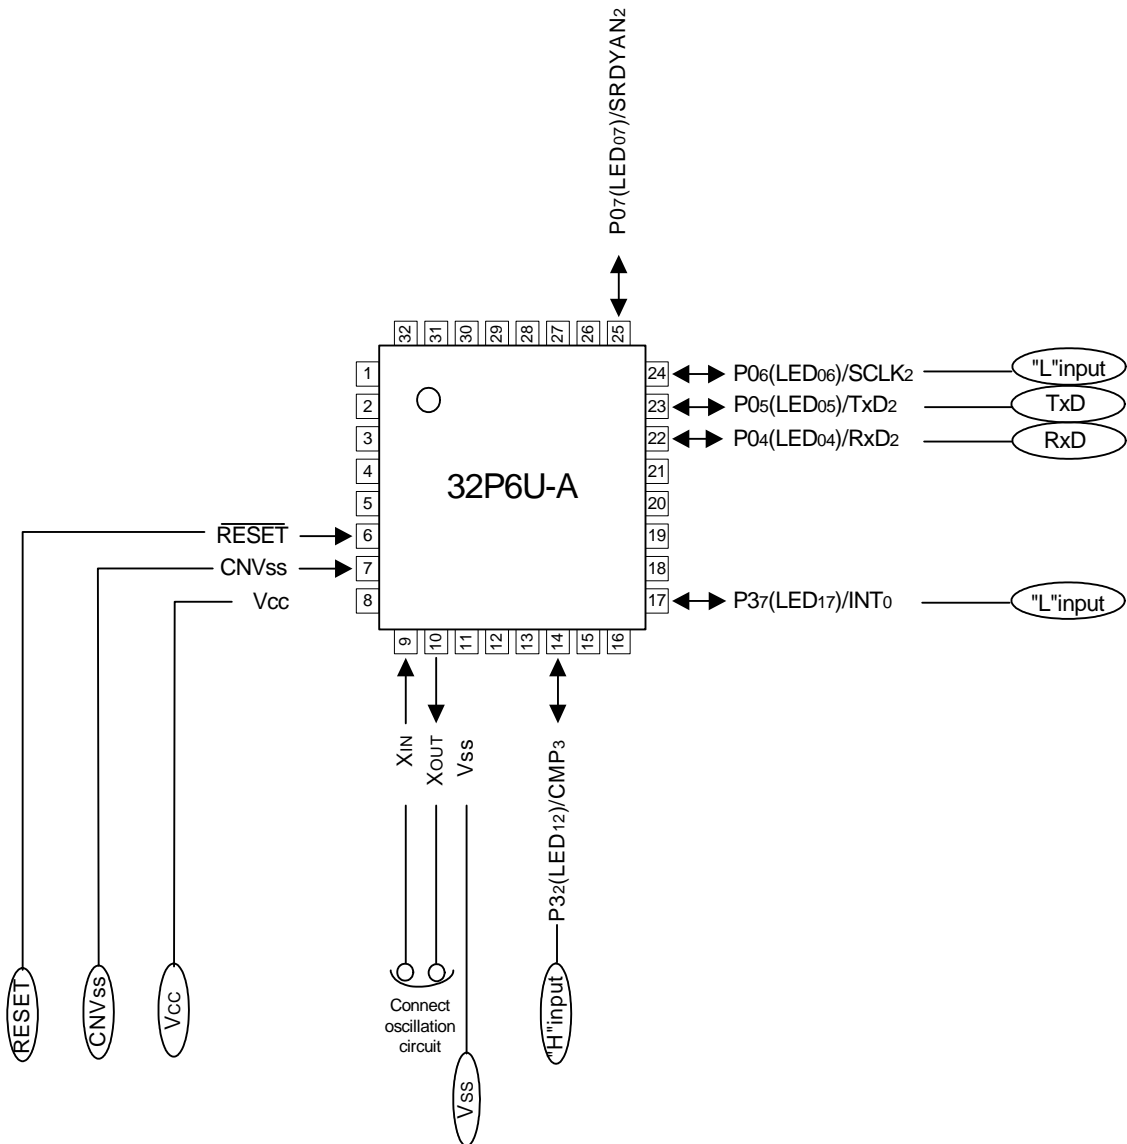 P07(LED07)/SRDYAN2
32 31 30 29 28 27 26 25
1
2
3
4
5
6
7
8
24
23
22
21
20
19
18
17
P06(LED06)/SCLK2
"L"input
P05(LED05)/TxD2
TxD
P04(LED04)/RxD2
RxD
32P6U-A
RESET
CNVss
Vcc
P37(LED17)/INT0
"L"input
9 10 11 12 13 14 15 16
XIN
XOUT
Vss
P32(LED12)/CMP3
RESET
CNVss
Vcc
Connect
oscillation
circuit
"H"input
Vss